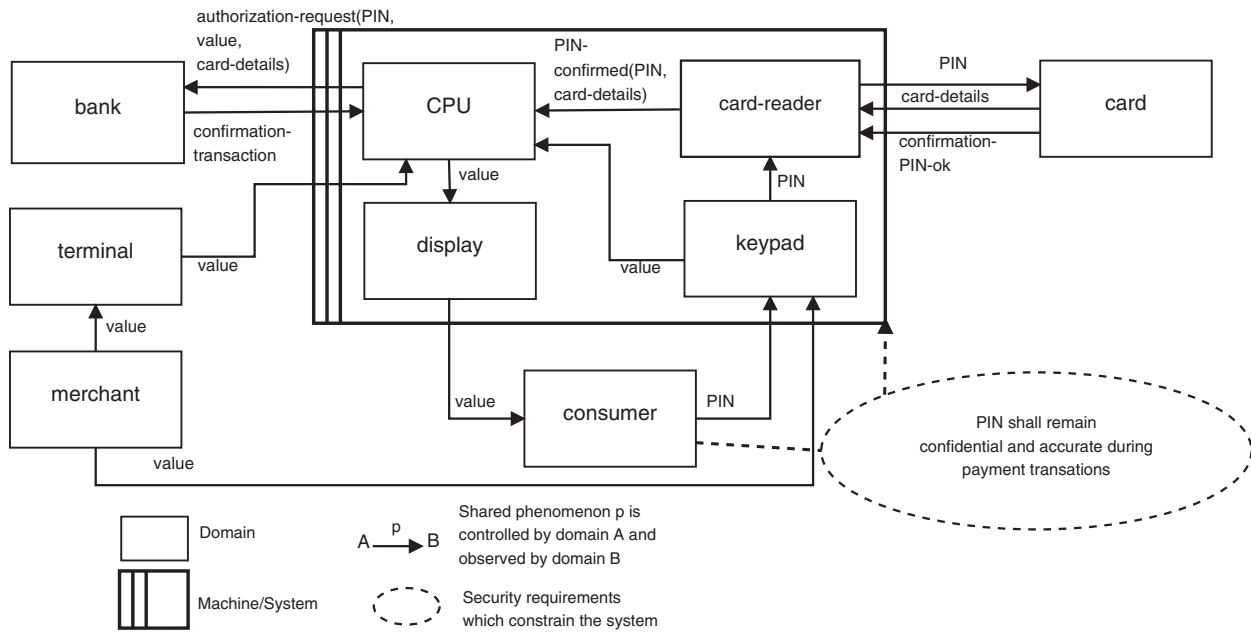 authorization-request(PIN,
value,
card-details)
bank
confirmation-
transaction
CPU
PIN-
confirmed(PIN,
card-details)
card-reader
PIN
card-details
confirmation-
PIN-ok
card
value
PIN
terminal
value
display
value
keypad
value
merchant
value
value
consumer
PIN
PIN shall remain
confidential and accurate during
payment transations
Domain
A
p
B
Shared phenomenon p is
controlled by domain A and
observed by domain B
Machine/System
Security requirements
which constrain the system